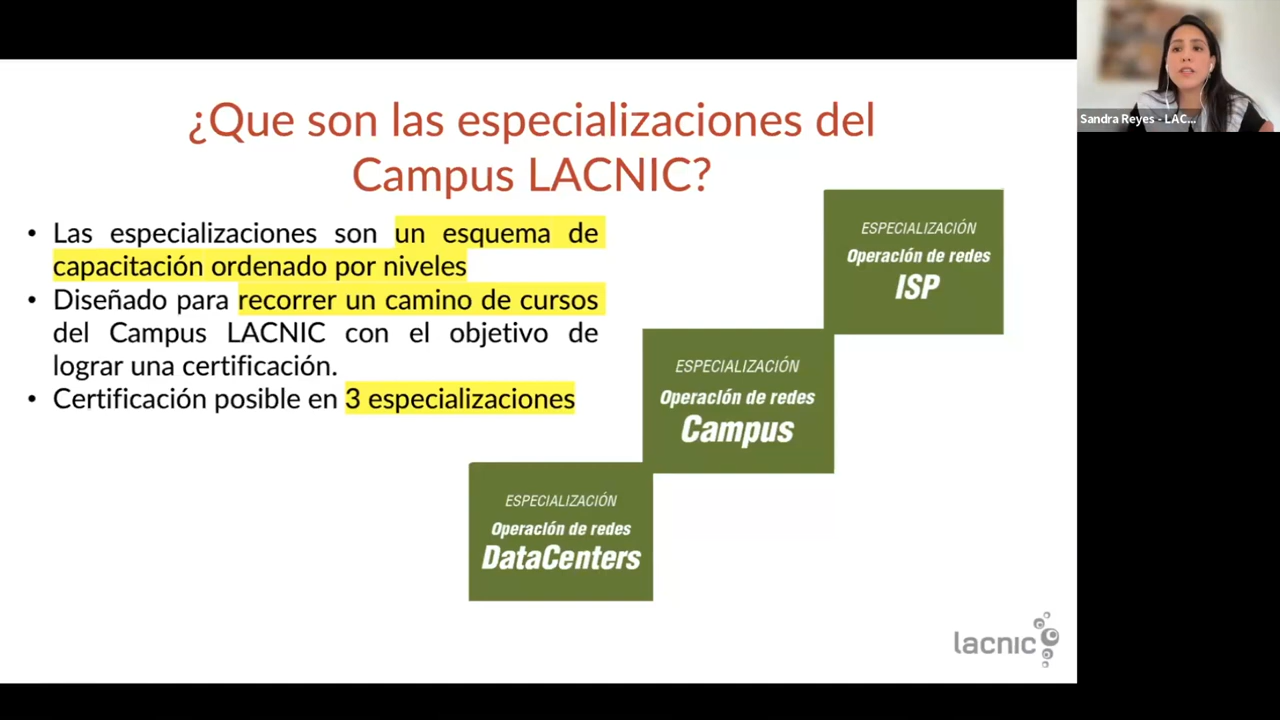 ¿Que son las especializaciones del
Campus LACNIC?
• Las especializaciones son un esquema de
capacitación ordenado por niveles
• Diseñado para recorrer un camino de cursos
del Campus LACNIC con el objetivo de
lograr una certificación.
• Certificación posible en 3 especializaciones
ESPECIALIZACIÓN
Operación de redes
ISP
ESPECIALIZACIÓN
Operación de redes
Campus
ESPECIALIZACIÓN
Operación de redes
DataCenters
lacnic
Sandra Reyes - LAC...